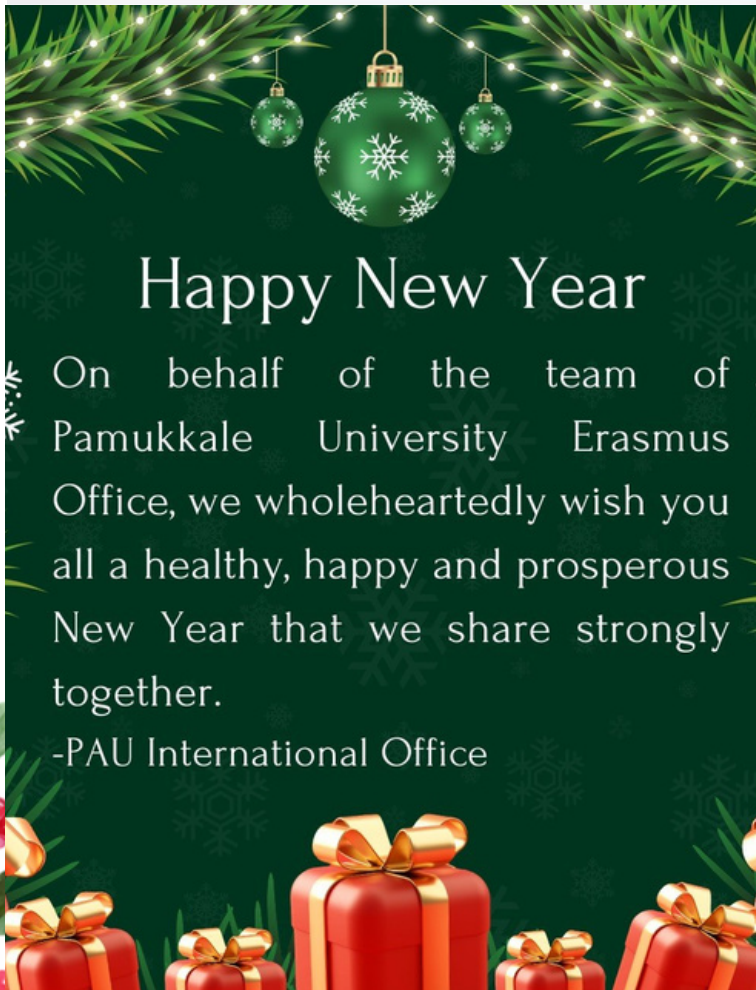 Happy New Year
On behalf of the team of
Pamukkale University Erasmus
Office, we wholeheartedly wish you
all a healthy, happy and prosperous
New Year that we share strongly
together.
-PAU International Office